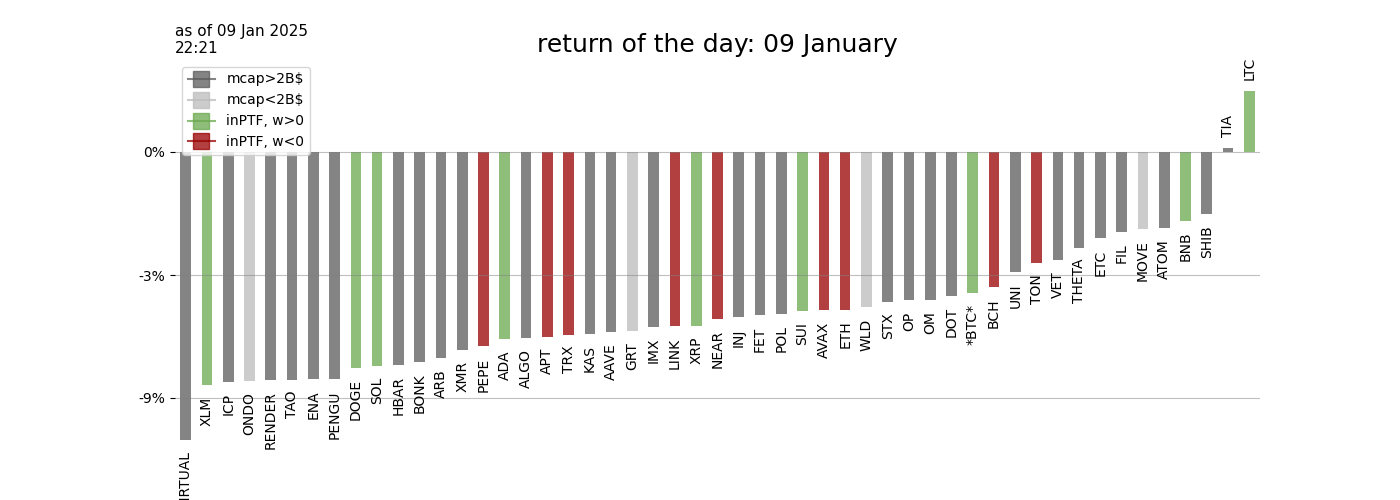 as of 09 Jan 2025
22:21
return of the day: 09 January
mcap>2B$
mcap<2B$
inPTF, w>0
inPTF, w<0
0%
-3%
-9%
IRTUAL
XLM
ICP
ONDO
RENDER
TAO
ENA
PENGU
DOGE
SOL
HBAR
BONK
ARB
XMR
PEPE
ADA
ALGO
APT
TRX
KAS
AAVE
GRT
IMX
LINK
XRP
NEAR
INJ
FET
POL
SUI
AVAX
ETH
WLD
STX
OP
OM
DOT
*BTC*
BCH
UNI
TON
VET
THETA
ETC
FIL
MOVE
ATOM
BNB
SHIB
TIA
LTC